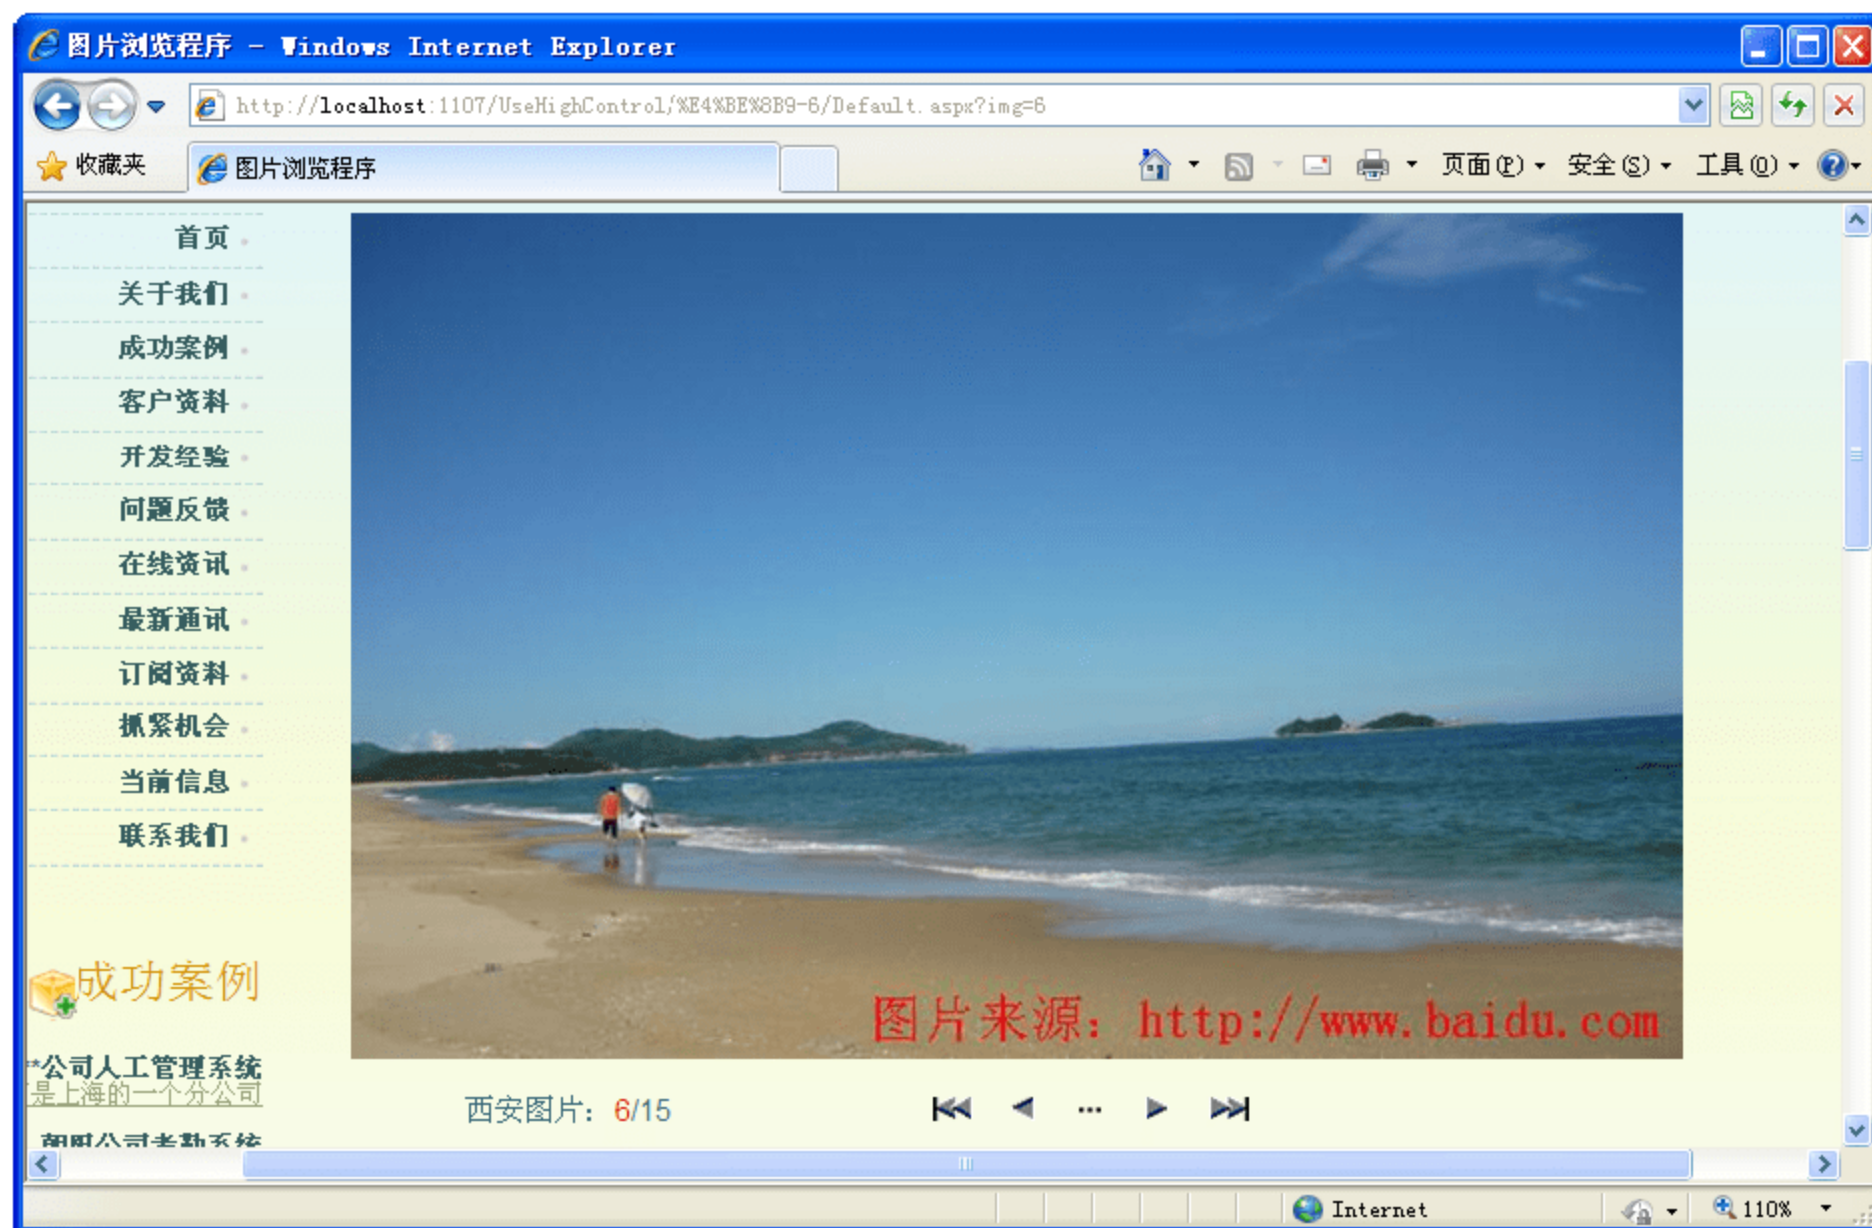 图片浏览程序 - Windows Internet Explorer
http://localhost:1107/UseHighControl/%E4%BE%8B9-6/Default.aspx?img=6
收藏夹
图片浏览程序
页面(P)
安全(S)
工具(O)
首页
关于我们
成功案例
客户资料
开发经验
问题反馈
在线资讯
最新通讯
订阅资料
抓紧机会
当前信息
联系我们
成功案例
**公司人工管理系统
是上海的一个分公司
图片来源：http://www.baidu.com
西安图片：6/15
...
Internet
110%